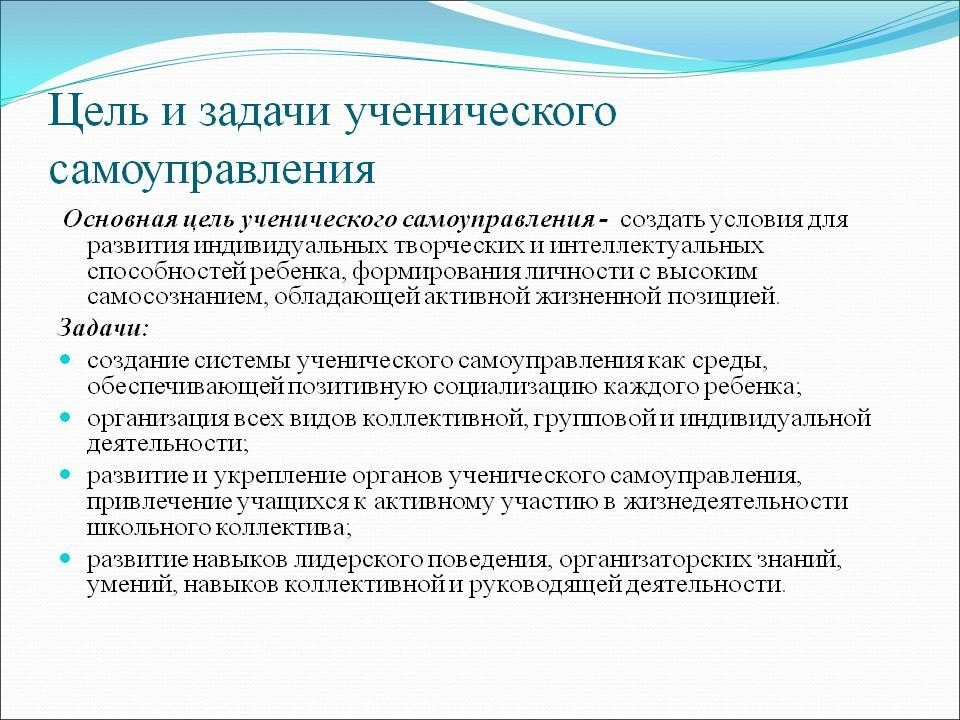 Цель и задачи ученического
самоуправления
Основная цель ученического самоуправления - создать условия для
развития индивидуальных творческих и интеллектуальных
способностей ребенка, формирования личности с высоким
самосознанием, обладающей активной жизненной позицией.
Задачи:
• создание системы ученического самоуправления как среды,
обеспечивающей позитивную социализацию каждого ребенка;
• организация всех видов коллективной, групповой и индивидуальной
деятельности;
• развитие и укрепление органов ученического самоуправления,
привлечение учащихся к активному участию в жизнедеятельности
школьного коллектива;
• развитие навыков лидерского поведения, организаторских знаний,
умений, навыков коллективной и руководящей деятельности.